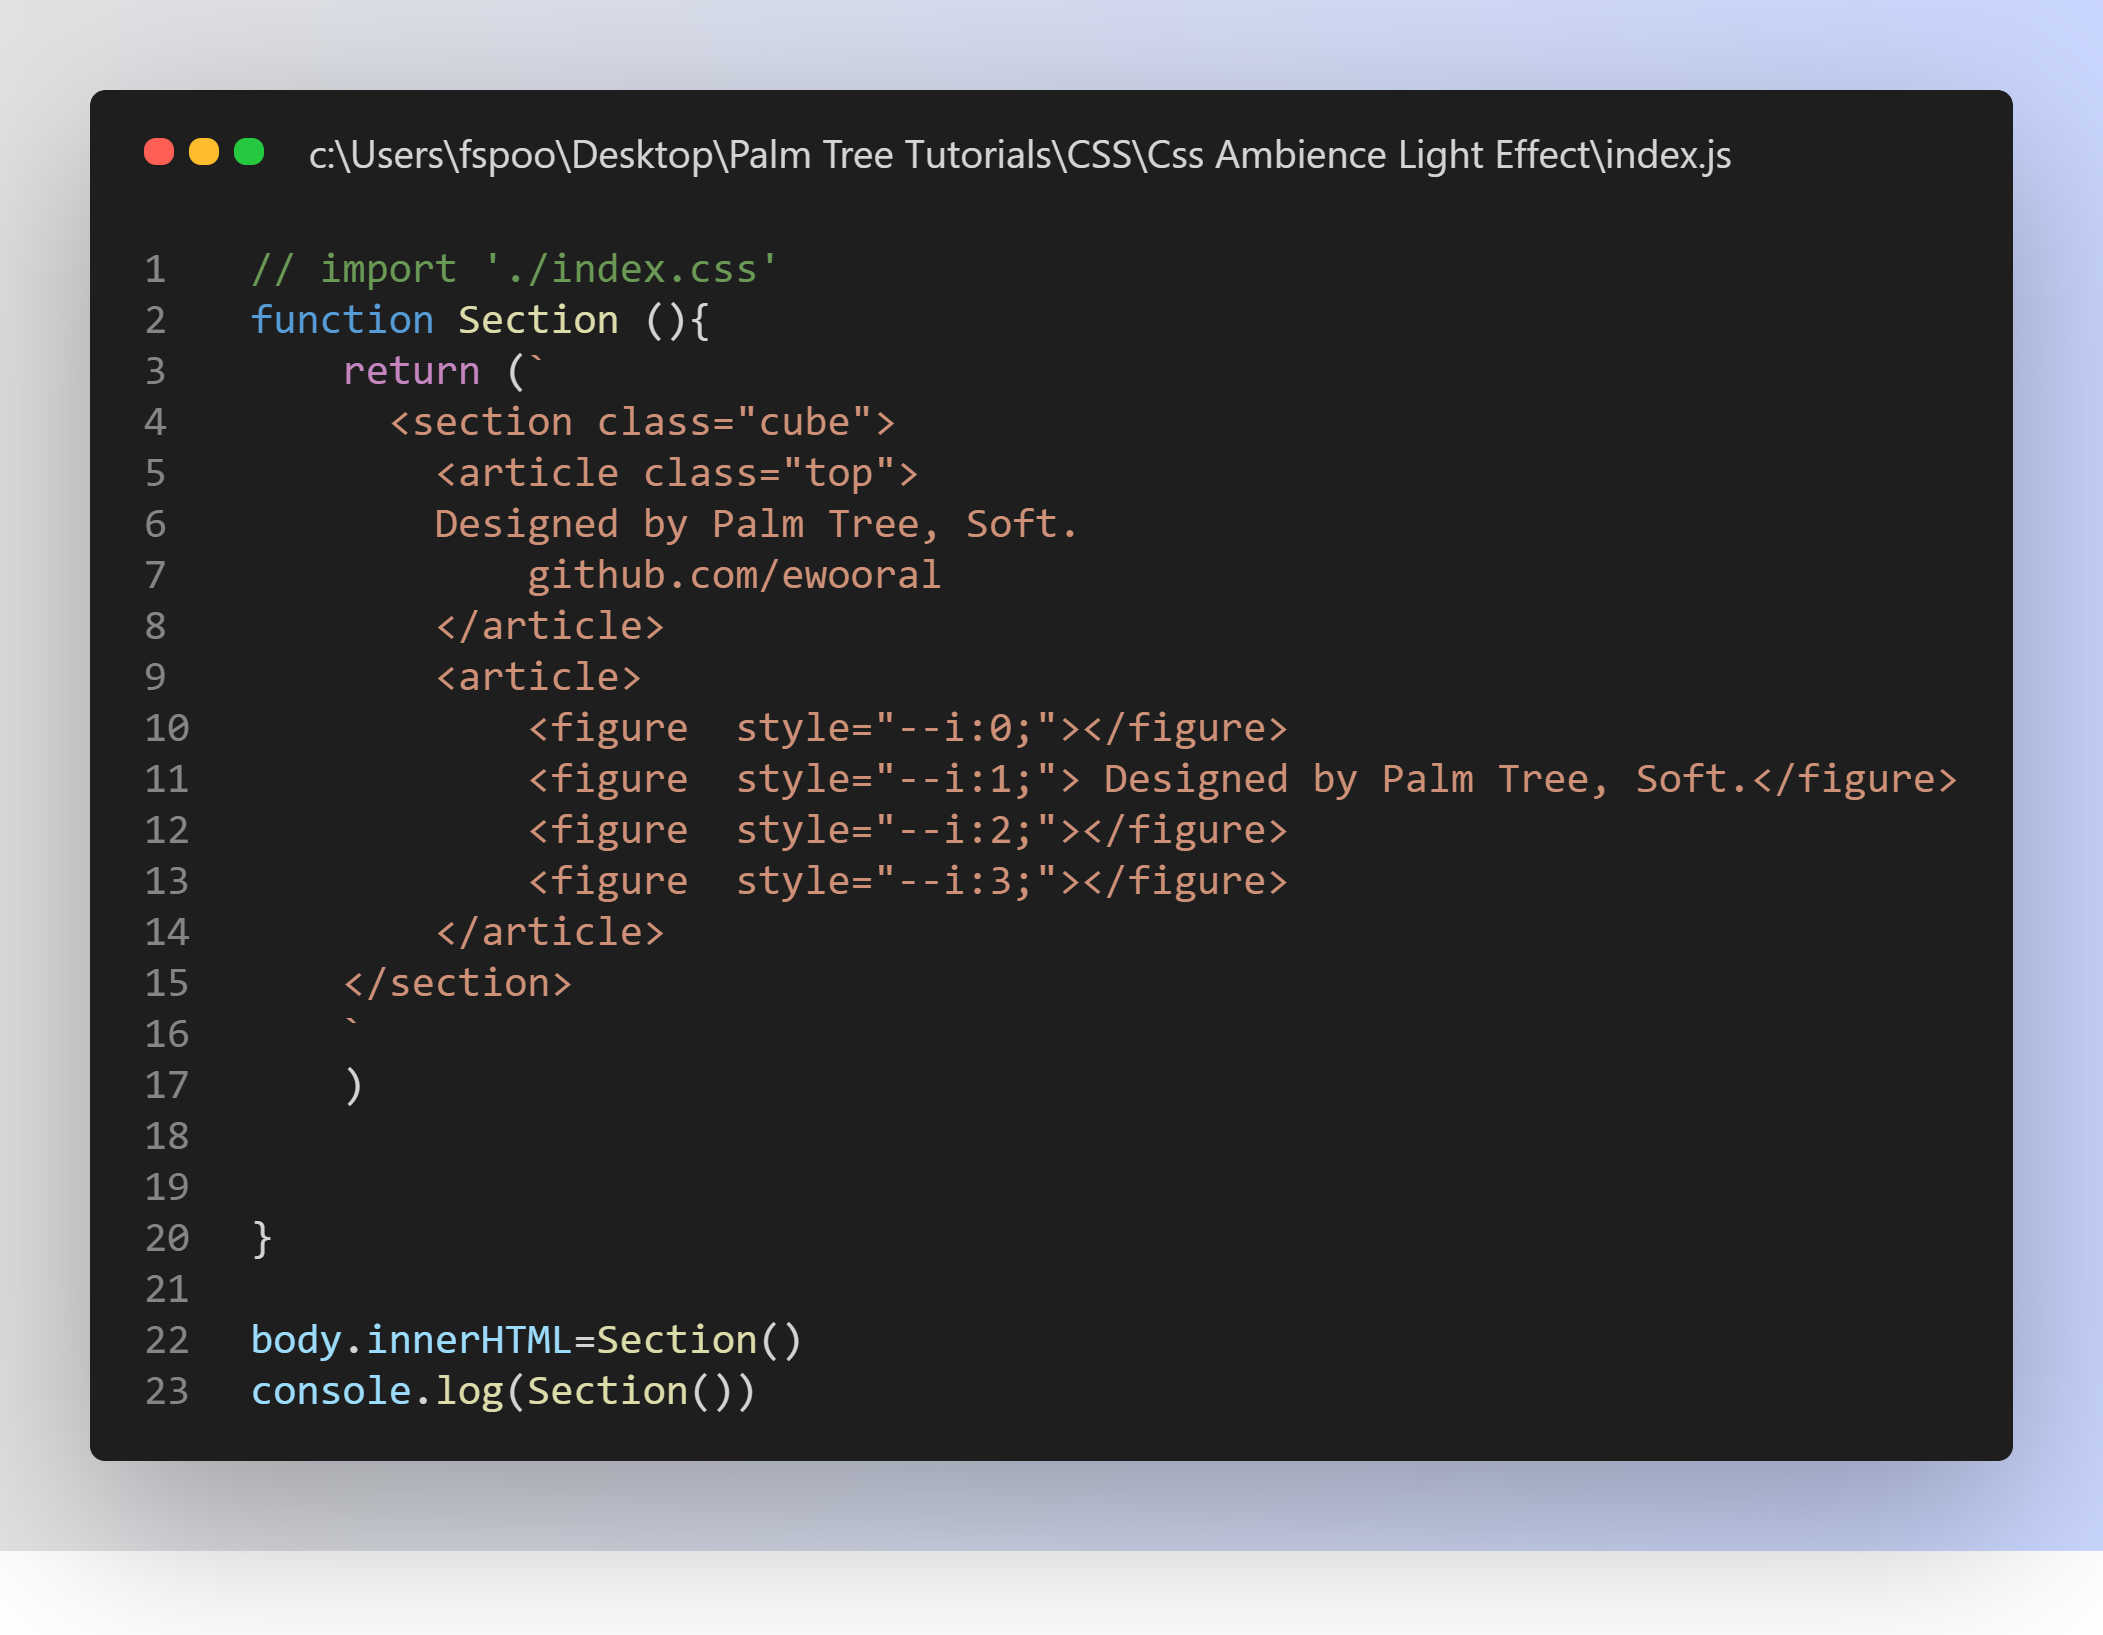 c:\Users\fspoo\Desktop\Palm Tree Tutorials\CSS\Css Ambience Light Effect\index.js
1 // import './index.css'
2 function Section (){
3     return (`
4       <section class="cube">
5         <article class="top">
6         Designed by Palm Tree, Soft.
7             github.com/ewooral
8         </article>
9         <article>
10             <figure  style="--i:0;"></figure>
11             <figure  style="--i:1;"> Designed by Palm Tree, Soft.</figure>
12             <figure  style="--i:2;"></figure>
13             <figure  style="--i:3;"></figure>
14         </article>
15     </section>
16     `
17     )
18
19
20 }
21
22 body.innerHTML=Section()
23 console.log(Section())